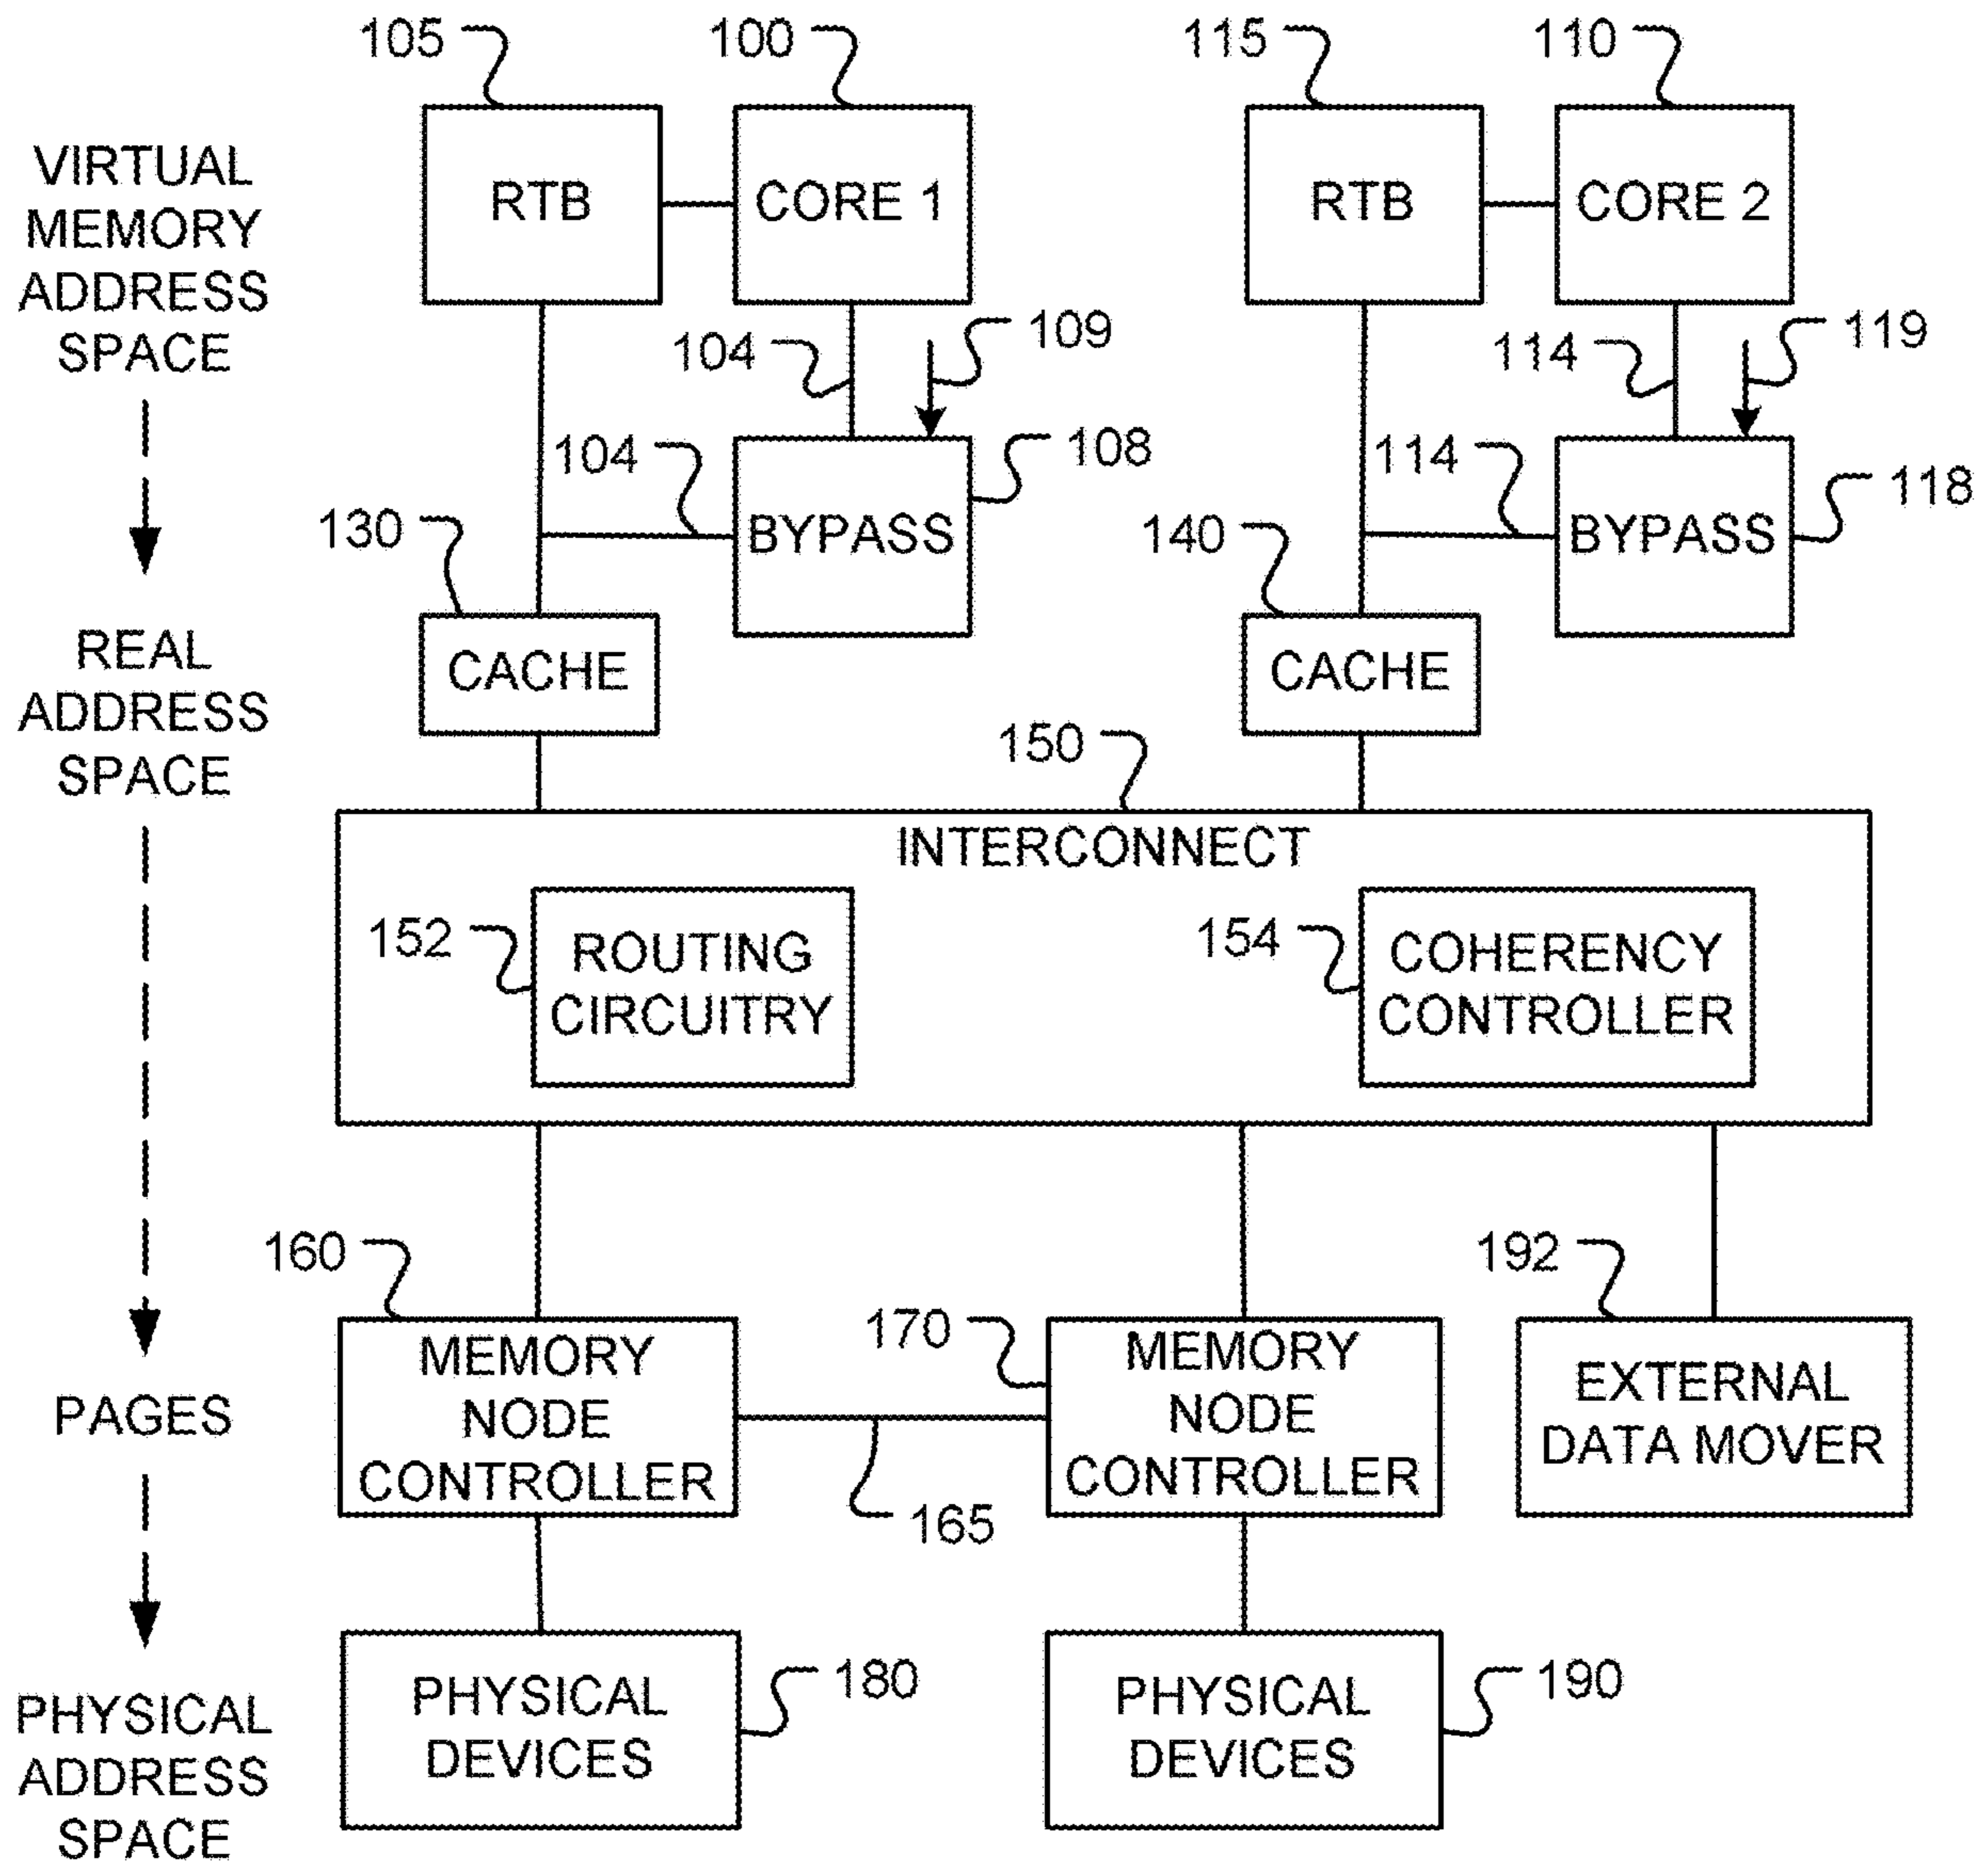 105
100
115
110
VIRTUAL
MEMORY
ADDRESS
SPACE
RTB
CORE 1
RTB
CORE 2
104
109
114
119
104
108
114
118
130
BYPASS
140
BYPASS
REAL
ADDRESS
SPACE
CACHE
CACHE
150
INTERCONNECT
152
ROUTING
CIRCUITRY
154
COHERENCY
CONTROLLER
160
170
192
PAGES
MEMORY
NODE
CONTROLLER
MEMORY
NODE
CONTROLLER
EXTERNAL
DATA MOVER
165
PHYSICAL
ADDRESS
SPACE
PHYSICAL
DEVICES
180
PHYSICAL
DEVICES
190